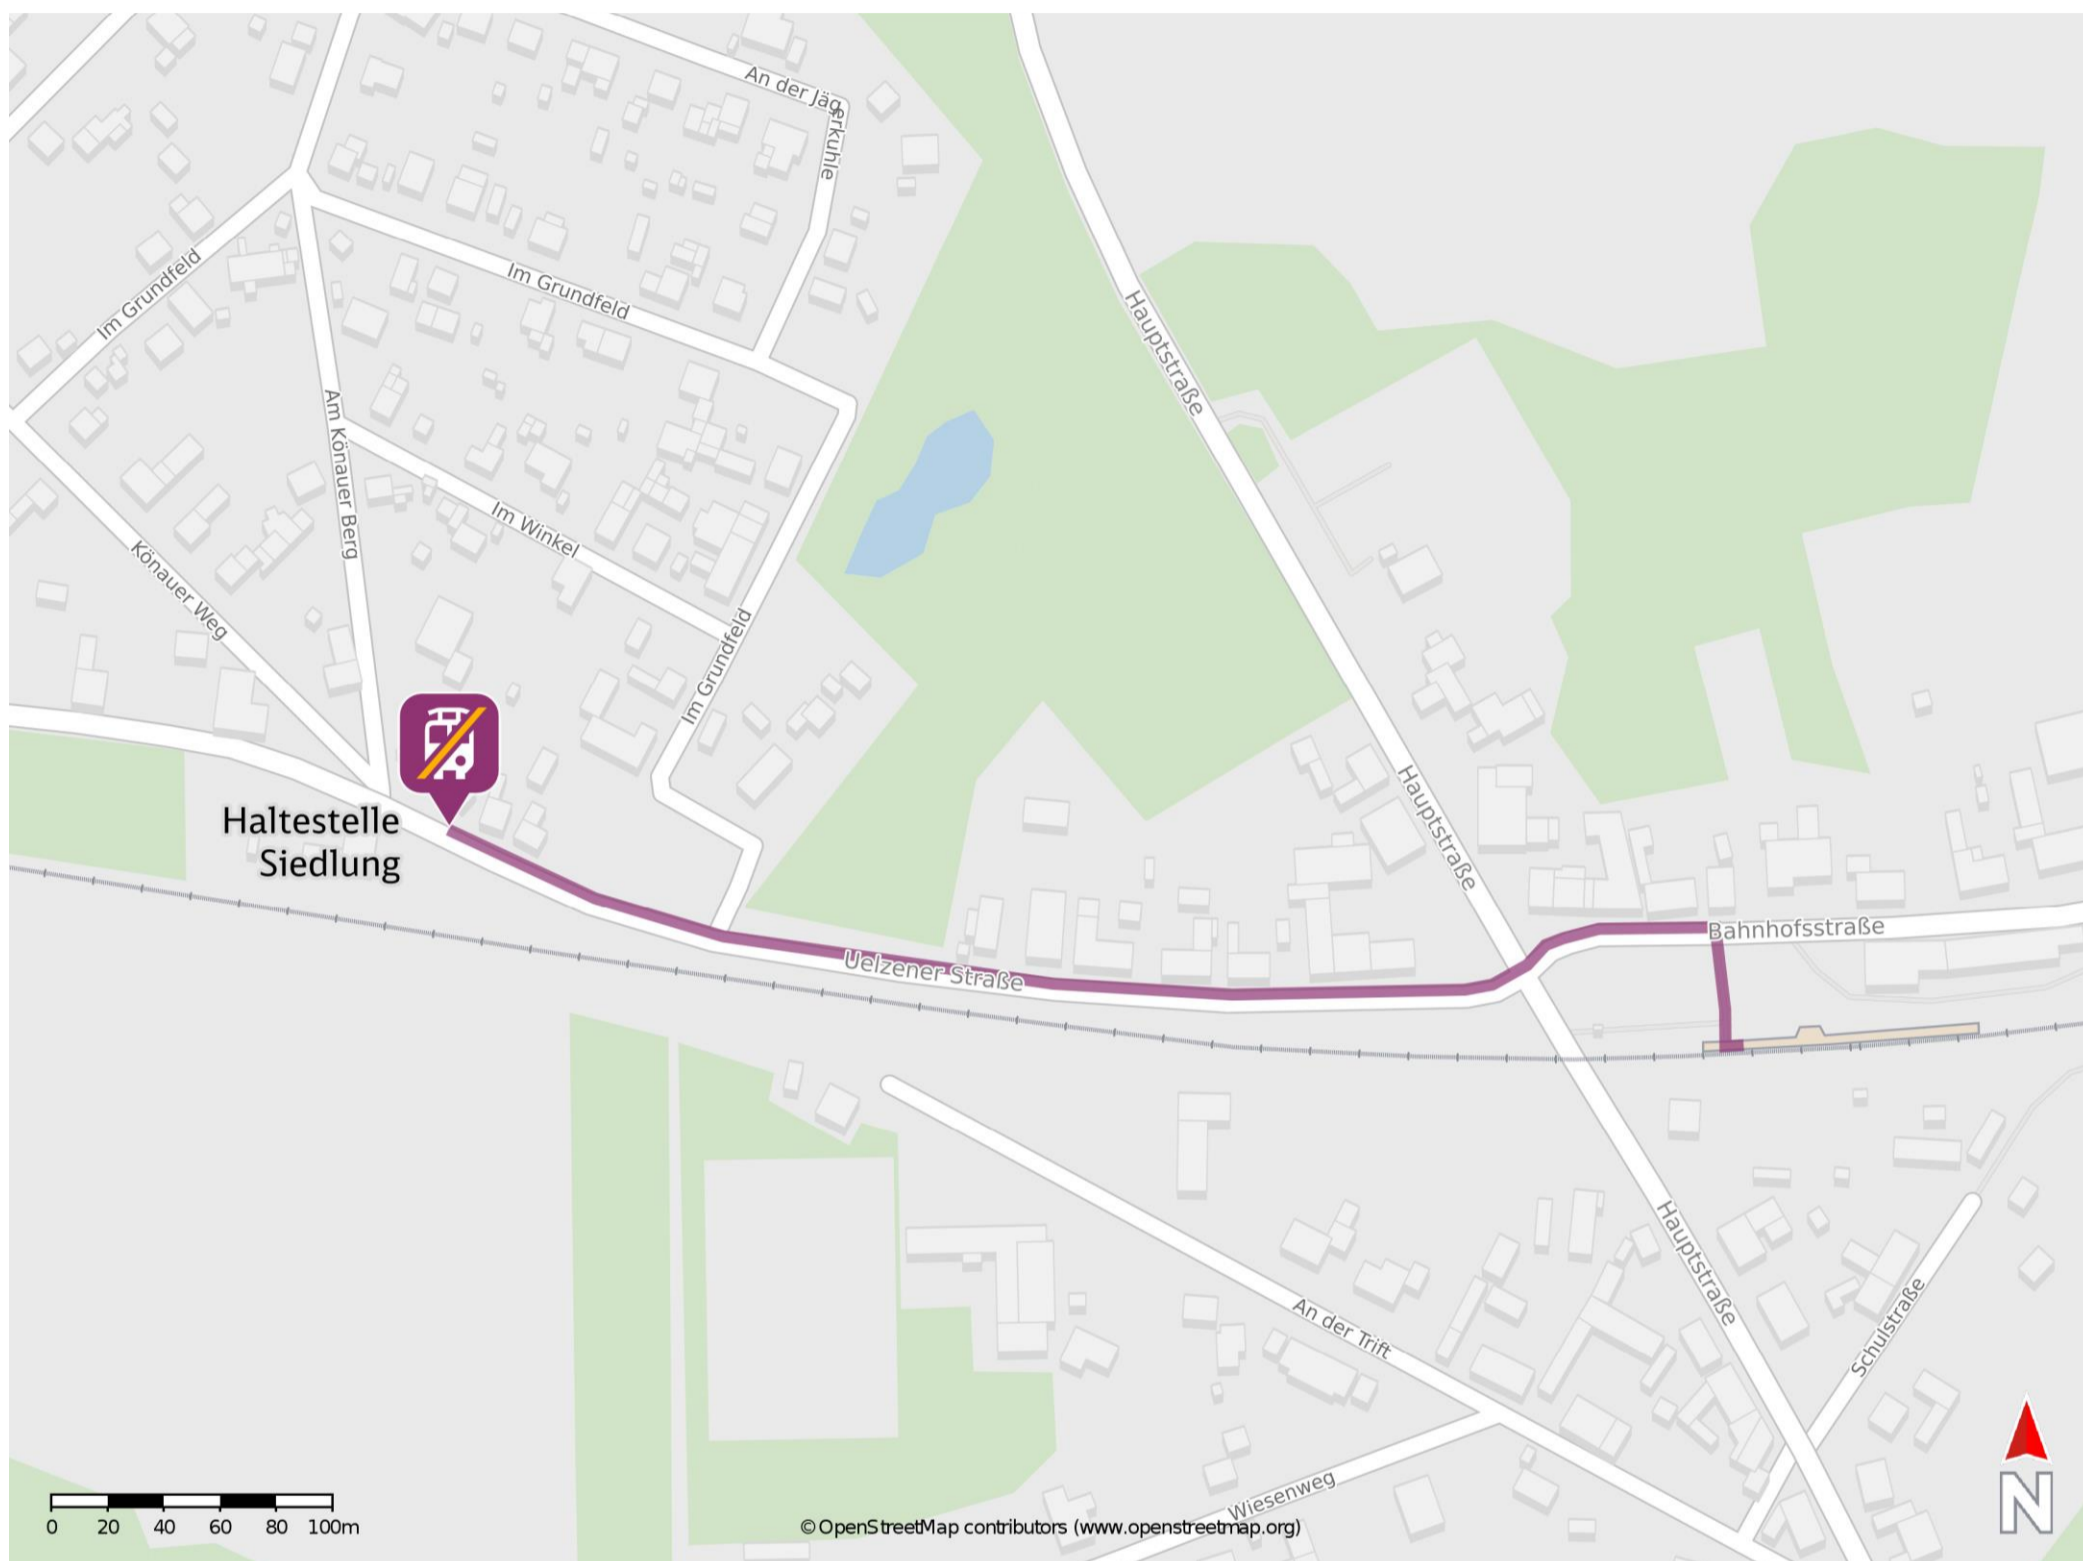 An der Jägerkuhle
Im Grundfeld
Im Grundfeld
Hauptstraße
Am Könauer Berg
Im Winkel
Könauer Weg
Im Grundfeld
Hauptstraße
Haltestelle
Siedlung
Bahnhofsstraße
Uelzener Straße
Hauptstraße
An der Trift
Schulstraße
Wiesenweg
N
0 20 40 60 80 100m
© OpenStreetMap contributors (www.openstreetmap.org)